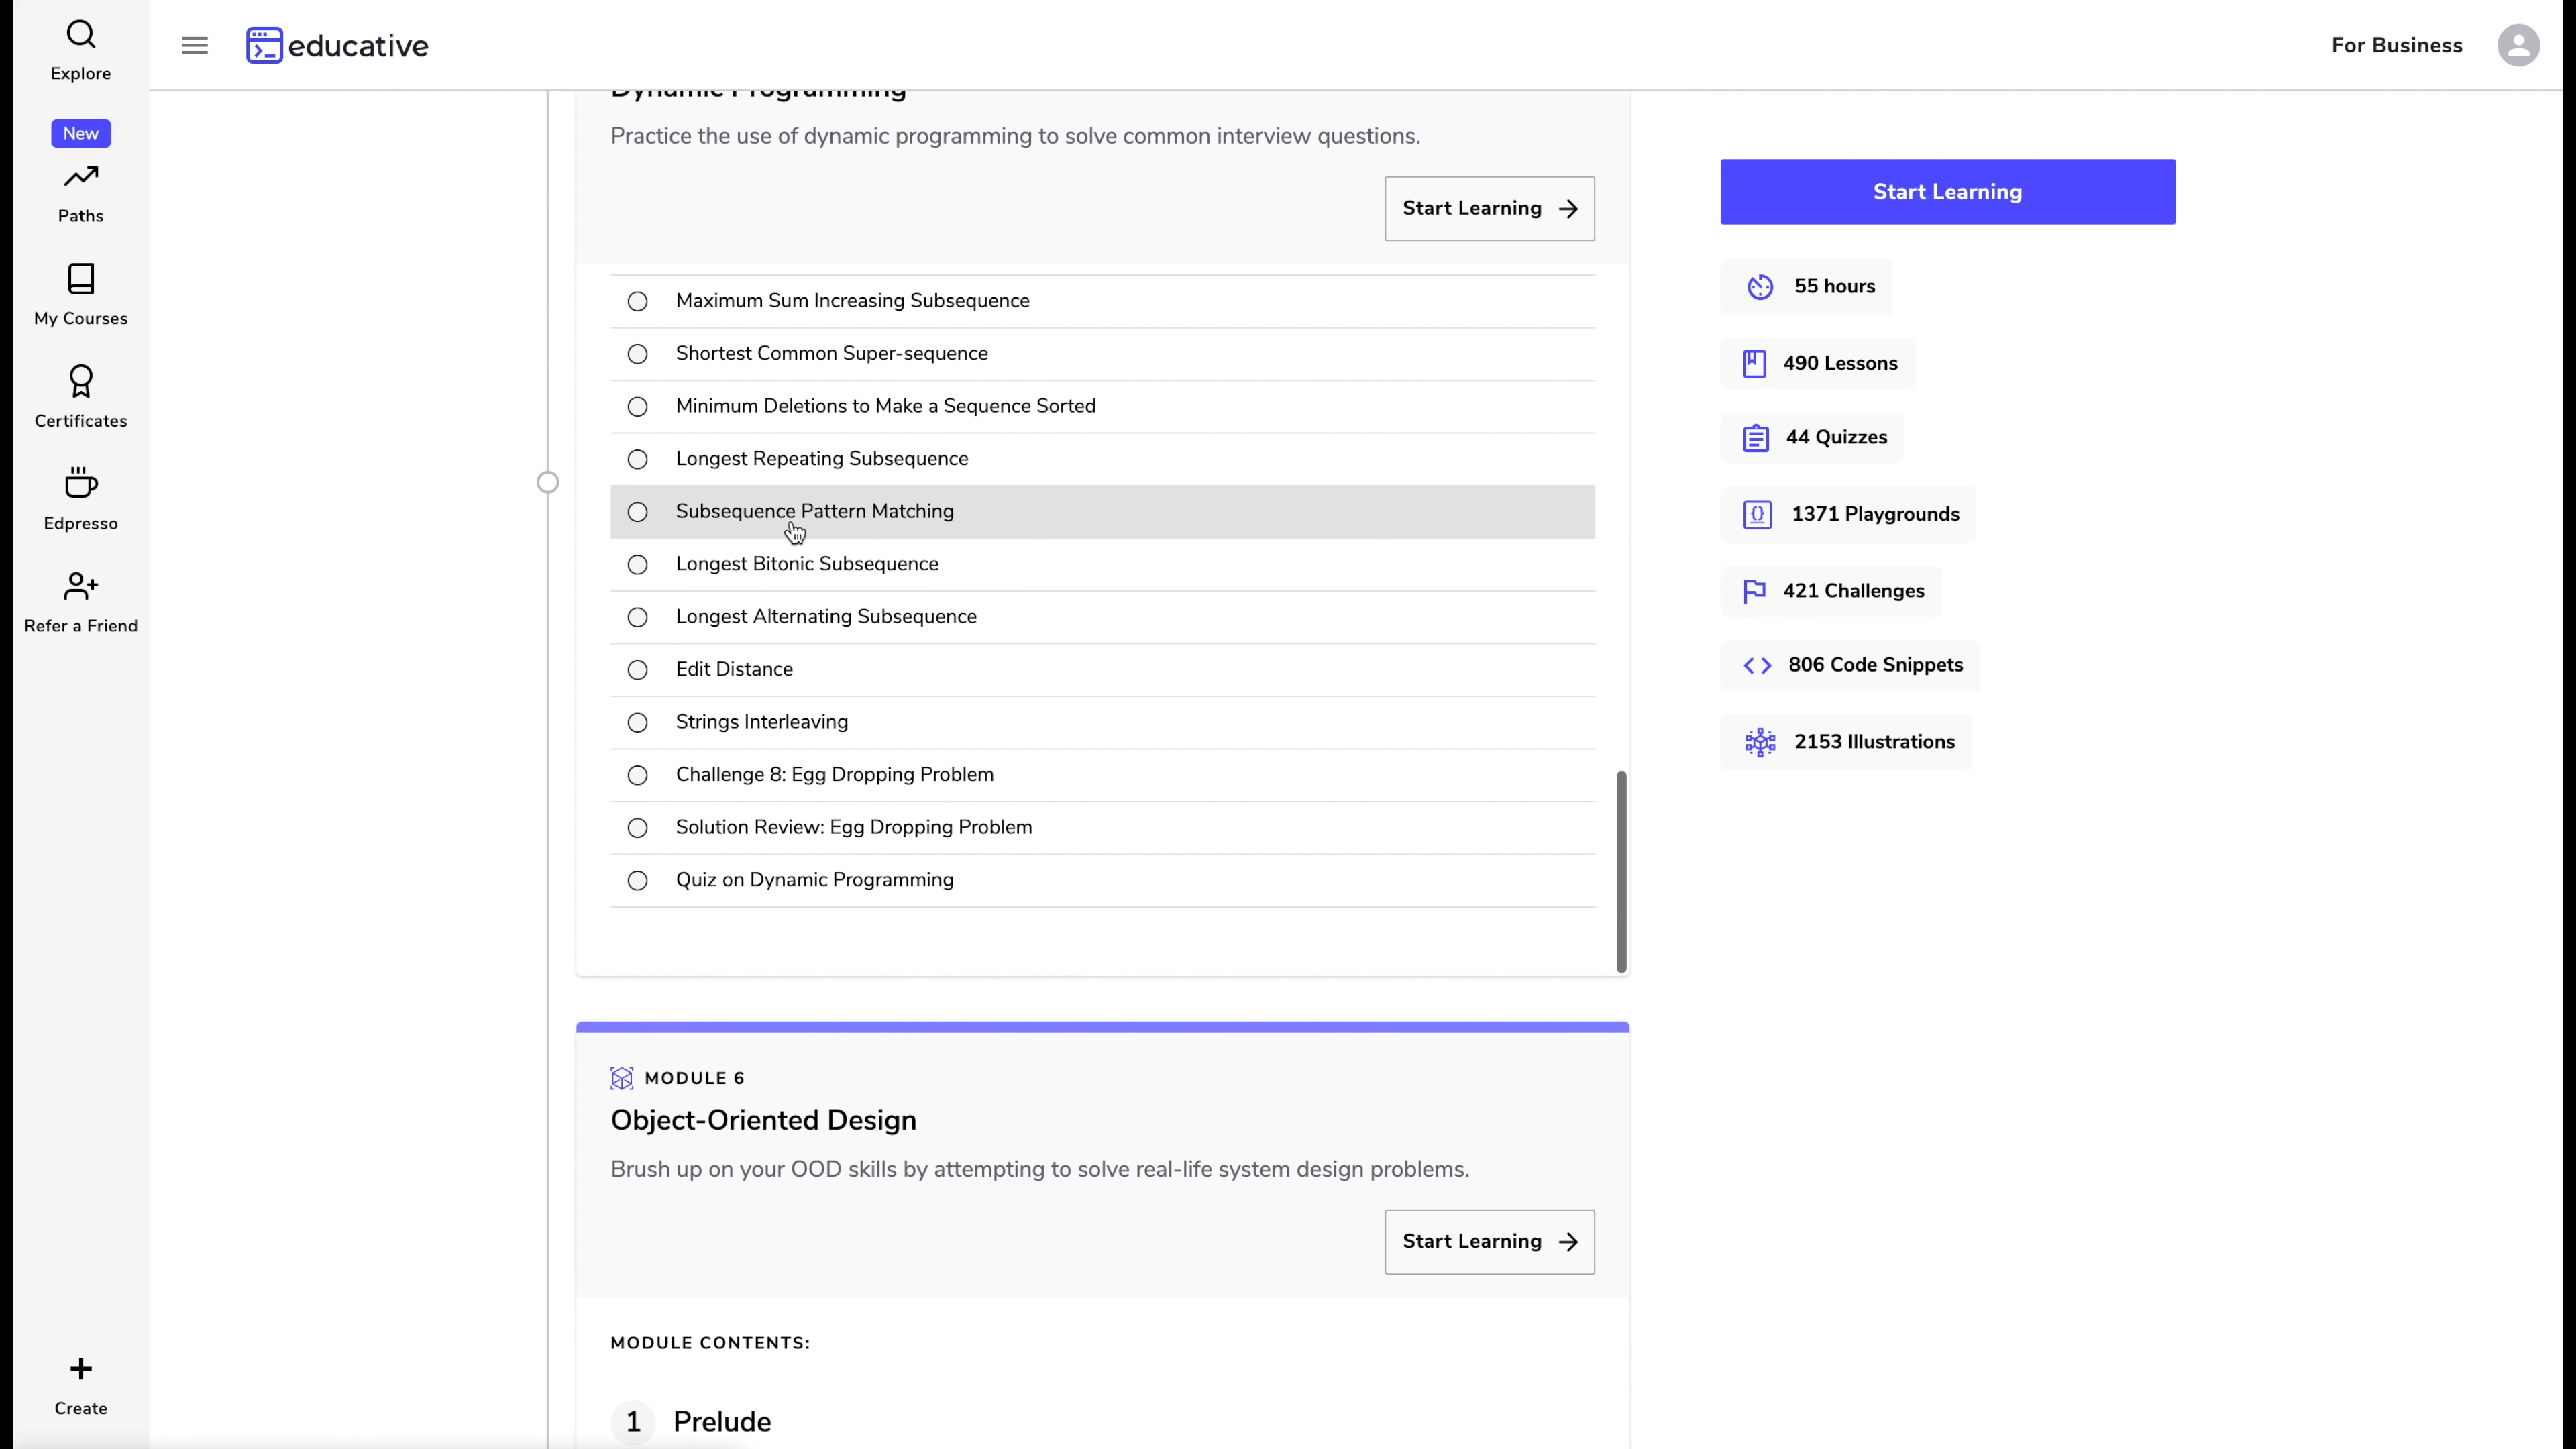 Explore
New
Paths
My Courses
Certificates
Edpresso
Refer a Friend
Create
educative
For Business
Dynamic Programming
Practice the use of dynamic programming to solve common interview questions.
Start Learning
Maximum Sum Increasing Subsequence
Shortest Common Super-sequence
Minimum Deletions to Make a Sequence Sorted
Longest Repeating Subsequence
Subsequence Pattern Matching
Longest Bitonic Subsequence
Longest Alternating Subsequence
Edit Distance
Strings Interleaving
Challenge 8: Egg Dropping Problem
Solution Review: Egg Dropping Problem
Quiz on Dynamic Programming
MODULE 6
Object-Oriented Design
Brush up on your OOD skills by attempting to solve real-life system design problems.
Start Learning
MODULE CONTENTS:
1 Prelude
Start Learning
55 hours
490 Lessons
44 Quizzes
1371 Playgrounds
421 Challenges
806 Code Snippets
2153 Illustrations